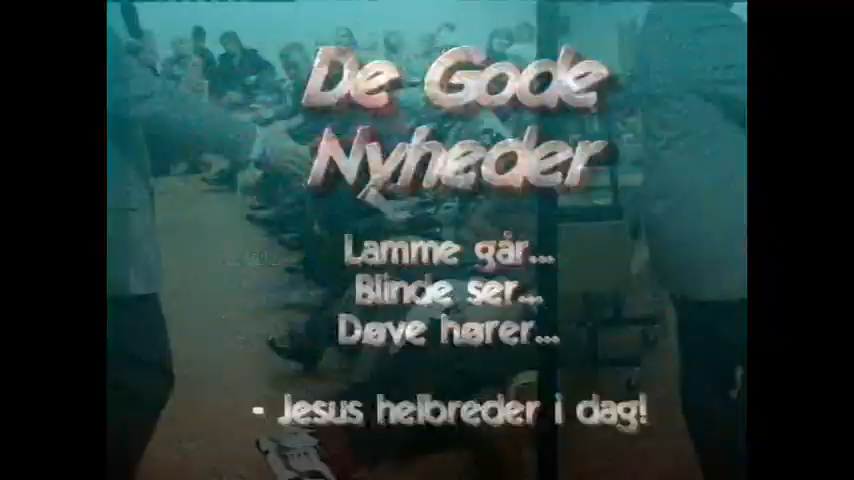 De Gode
Nyheder
Lamme går...
Blinde ser...
Døve hører...
- Jesus helbreder i dag!